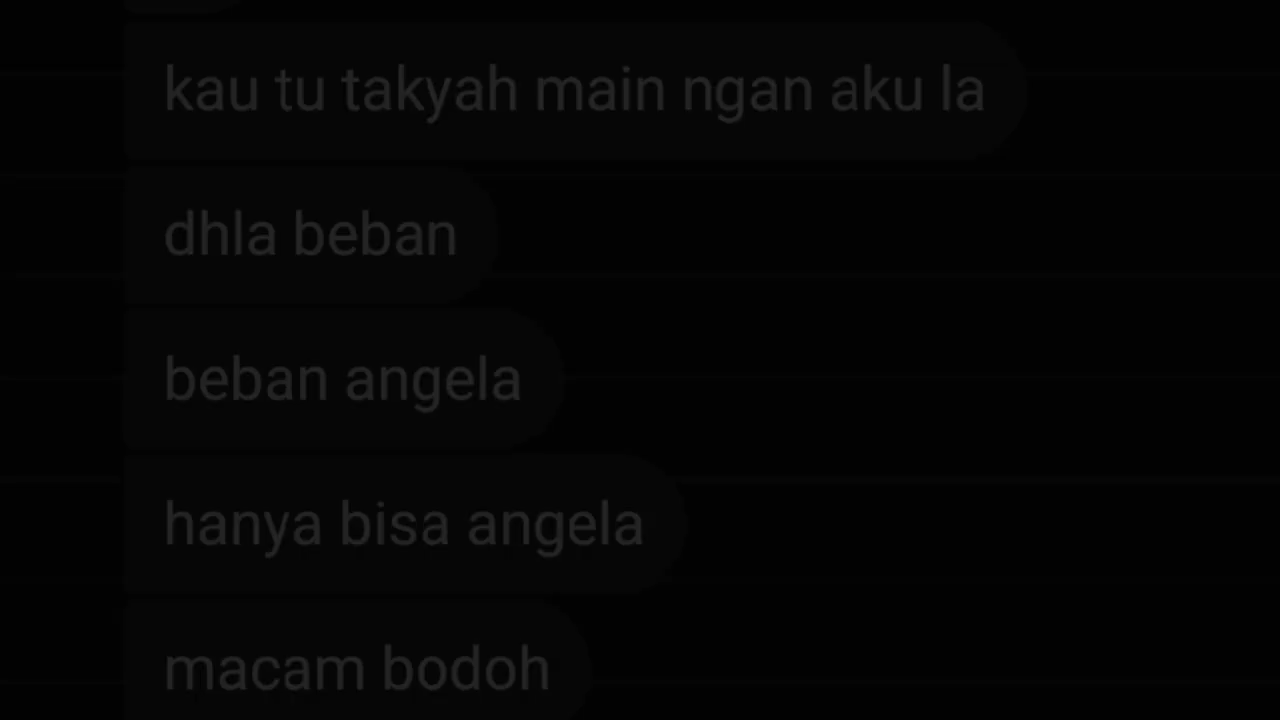 kau tu takyah main ngan aku la
dhla beban
beban angela
hanya bisa angela
macam bodoh